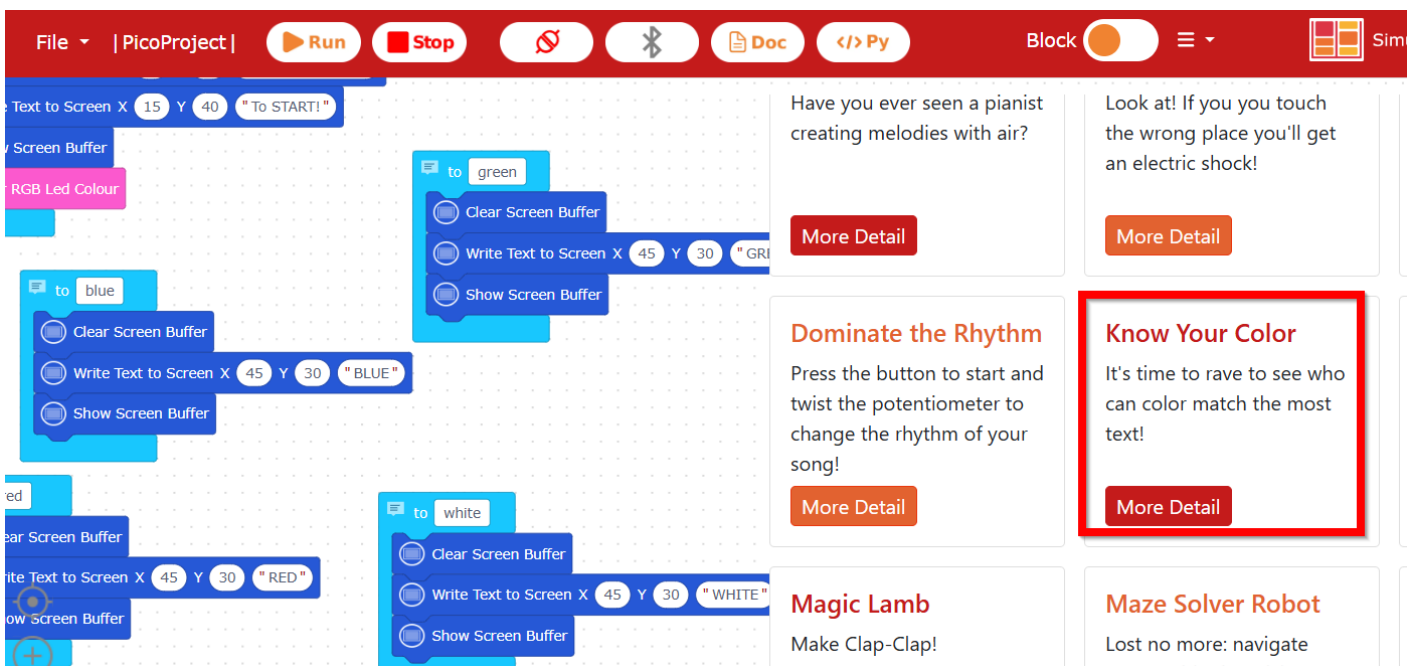 File |PicoProject| Run Stop Doc </> Py Block
Text to Screen X 15 Y 40 "To START!"
Screen Buffer
RGB Led Colour
to blue
Clear Screen Buffer
Write Text to Screen X 45 Y 30 "BLUE"
Show Screen Buffer
Screen Buffer
Text to Screen X 45 Y 30 "RED"
Screen Buffer
to green
Clear Screen Buffer
Write Text to Screen X 45 Y 30 "
Show Screen Buffer
to white
Clear Screen Buffer
Write Text to Screen X 45 Y 30 "WHITE"
Show Screen Buffer
Have you ever seen a pianist
creating melodies with air?
More Detail
Look at! If you you touch
the wrong place you'll get
an electric shock!
More Detail
Dominate the Rhythm
Press the button to start and
twist the potentiometer to
change the rhythm of your
song!
More Detail
Know Your Color
It's time to rave to see who
can color match the most
text!
More Detail
Magic Lamb
Make Clap-Clap!
Maze Solver Robot
Lost no more: navigate